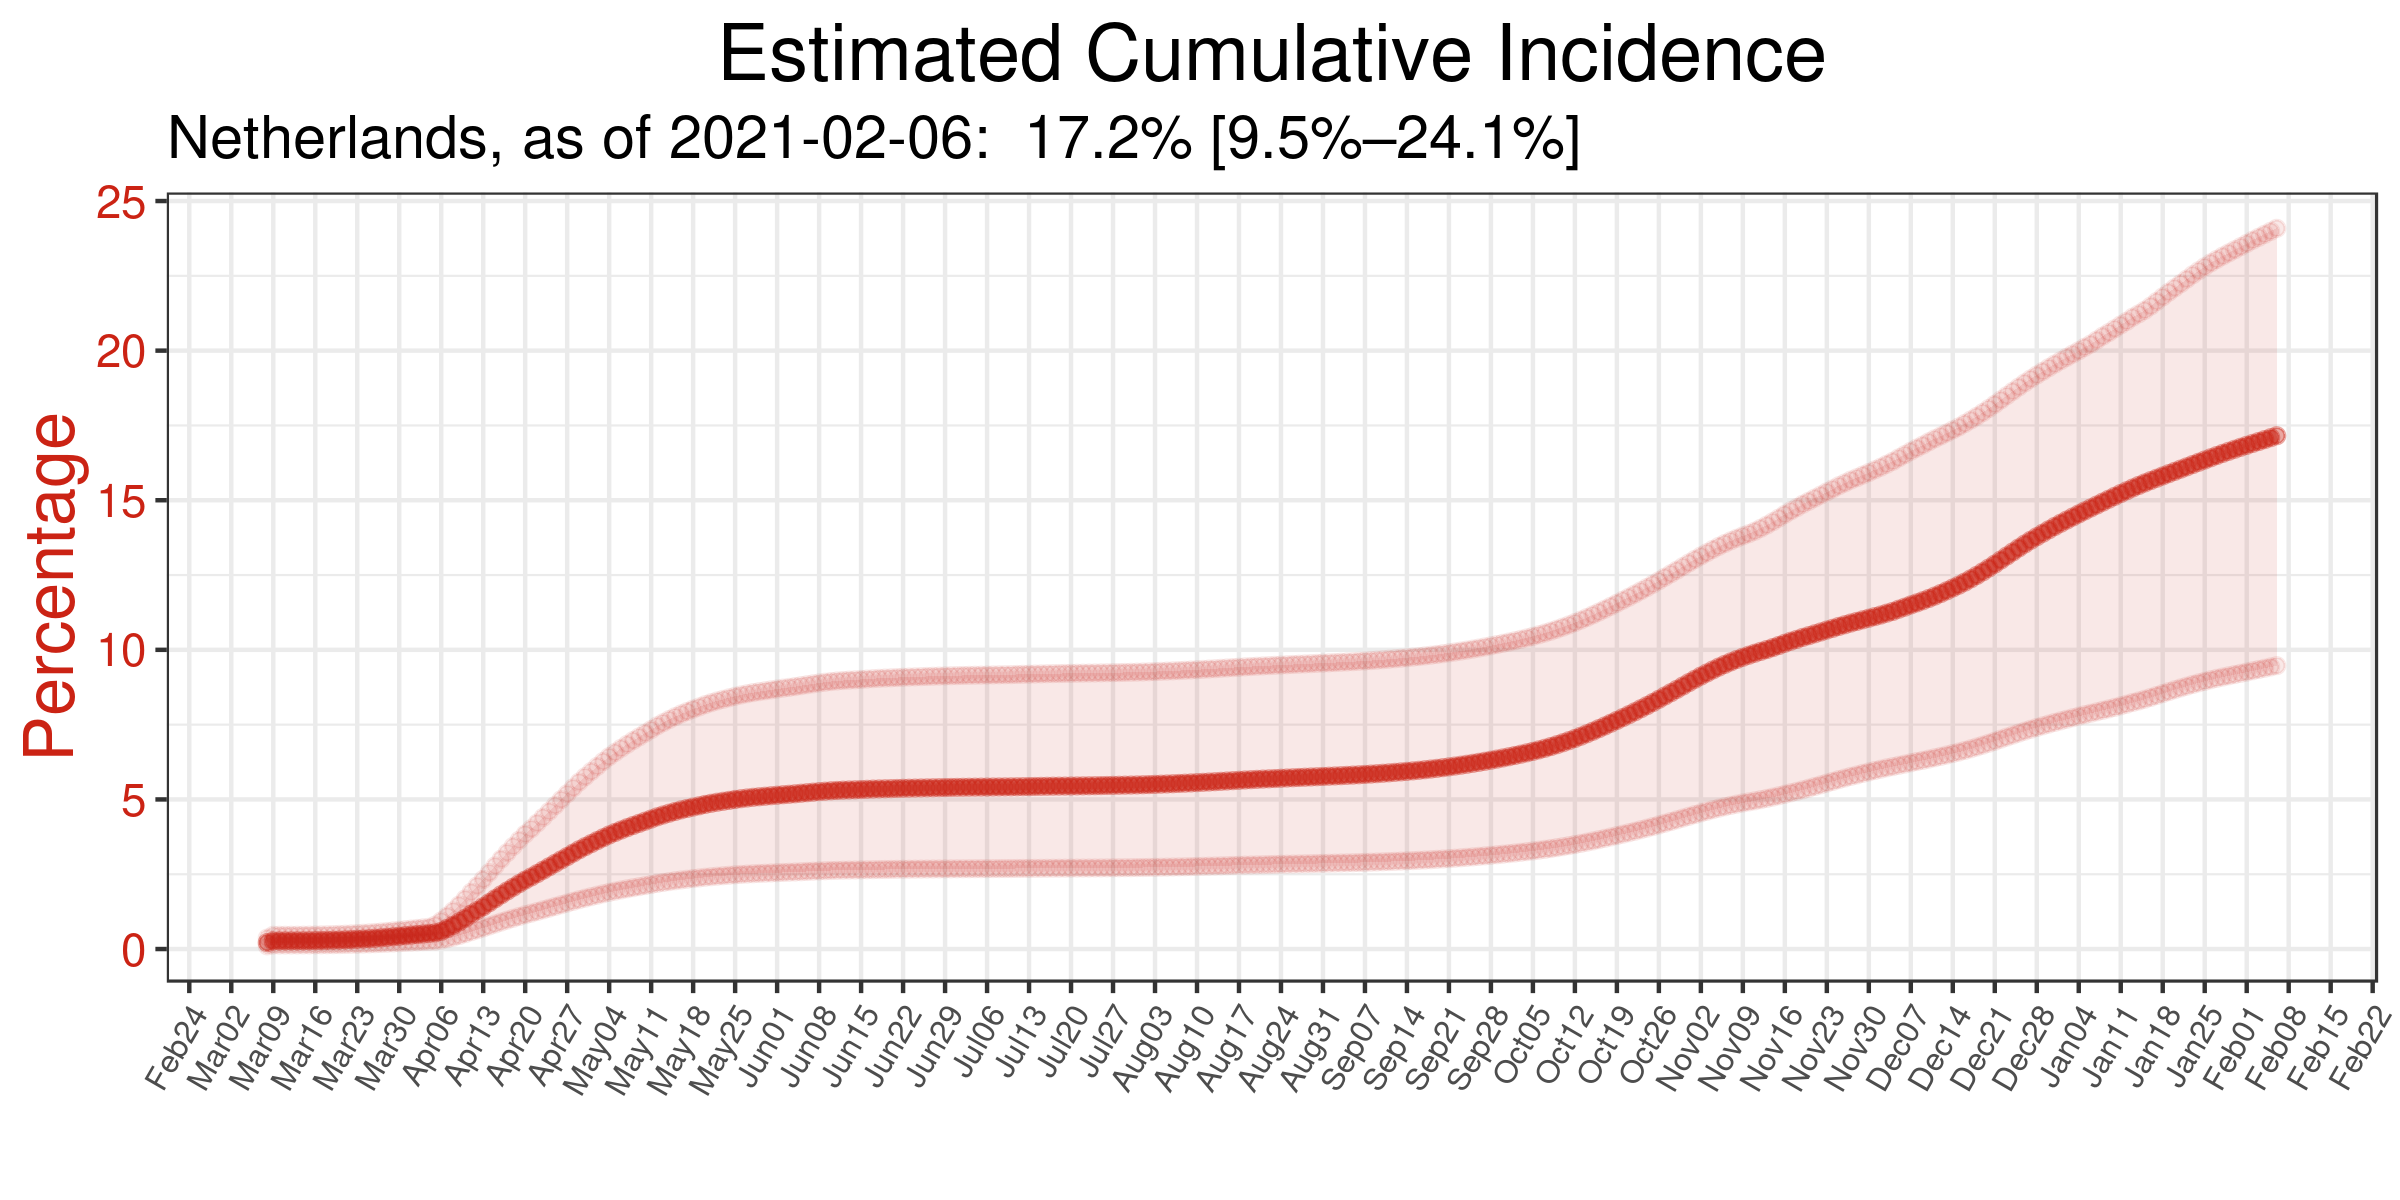 Estimated Cumulative Incidence
Netherlands, as of 2021-02-06:  17.2% [9.5%–24.1%]
Percentage
25
20
15
10
5
0
Feb24
Mar02
Mar09
Mar16
Mar23
Mar30
Apr06
Apr13
Apr20
Apr27
May04
May11
May18
May25
Jun01
Jun08
Jun15
Jun22
Jun29
Jul06
Jul13
Jul20
Jul27
Aug03
Aug10
Aug17
Aug24
Aug31
Sep07
Sep14
Sep21
Sep28
Oct05
Oct12
Oct19
Oct26
Nov02
Nov09
Nov16
Nov23
Nov30
Dec07
Dec14
Dec21
Dec28
Jan04
Jan11
Jan18
Jan25
Feb01
Feb08
Feb15
Feb22